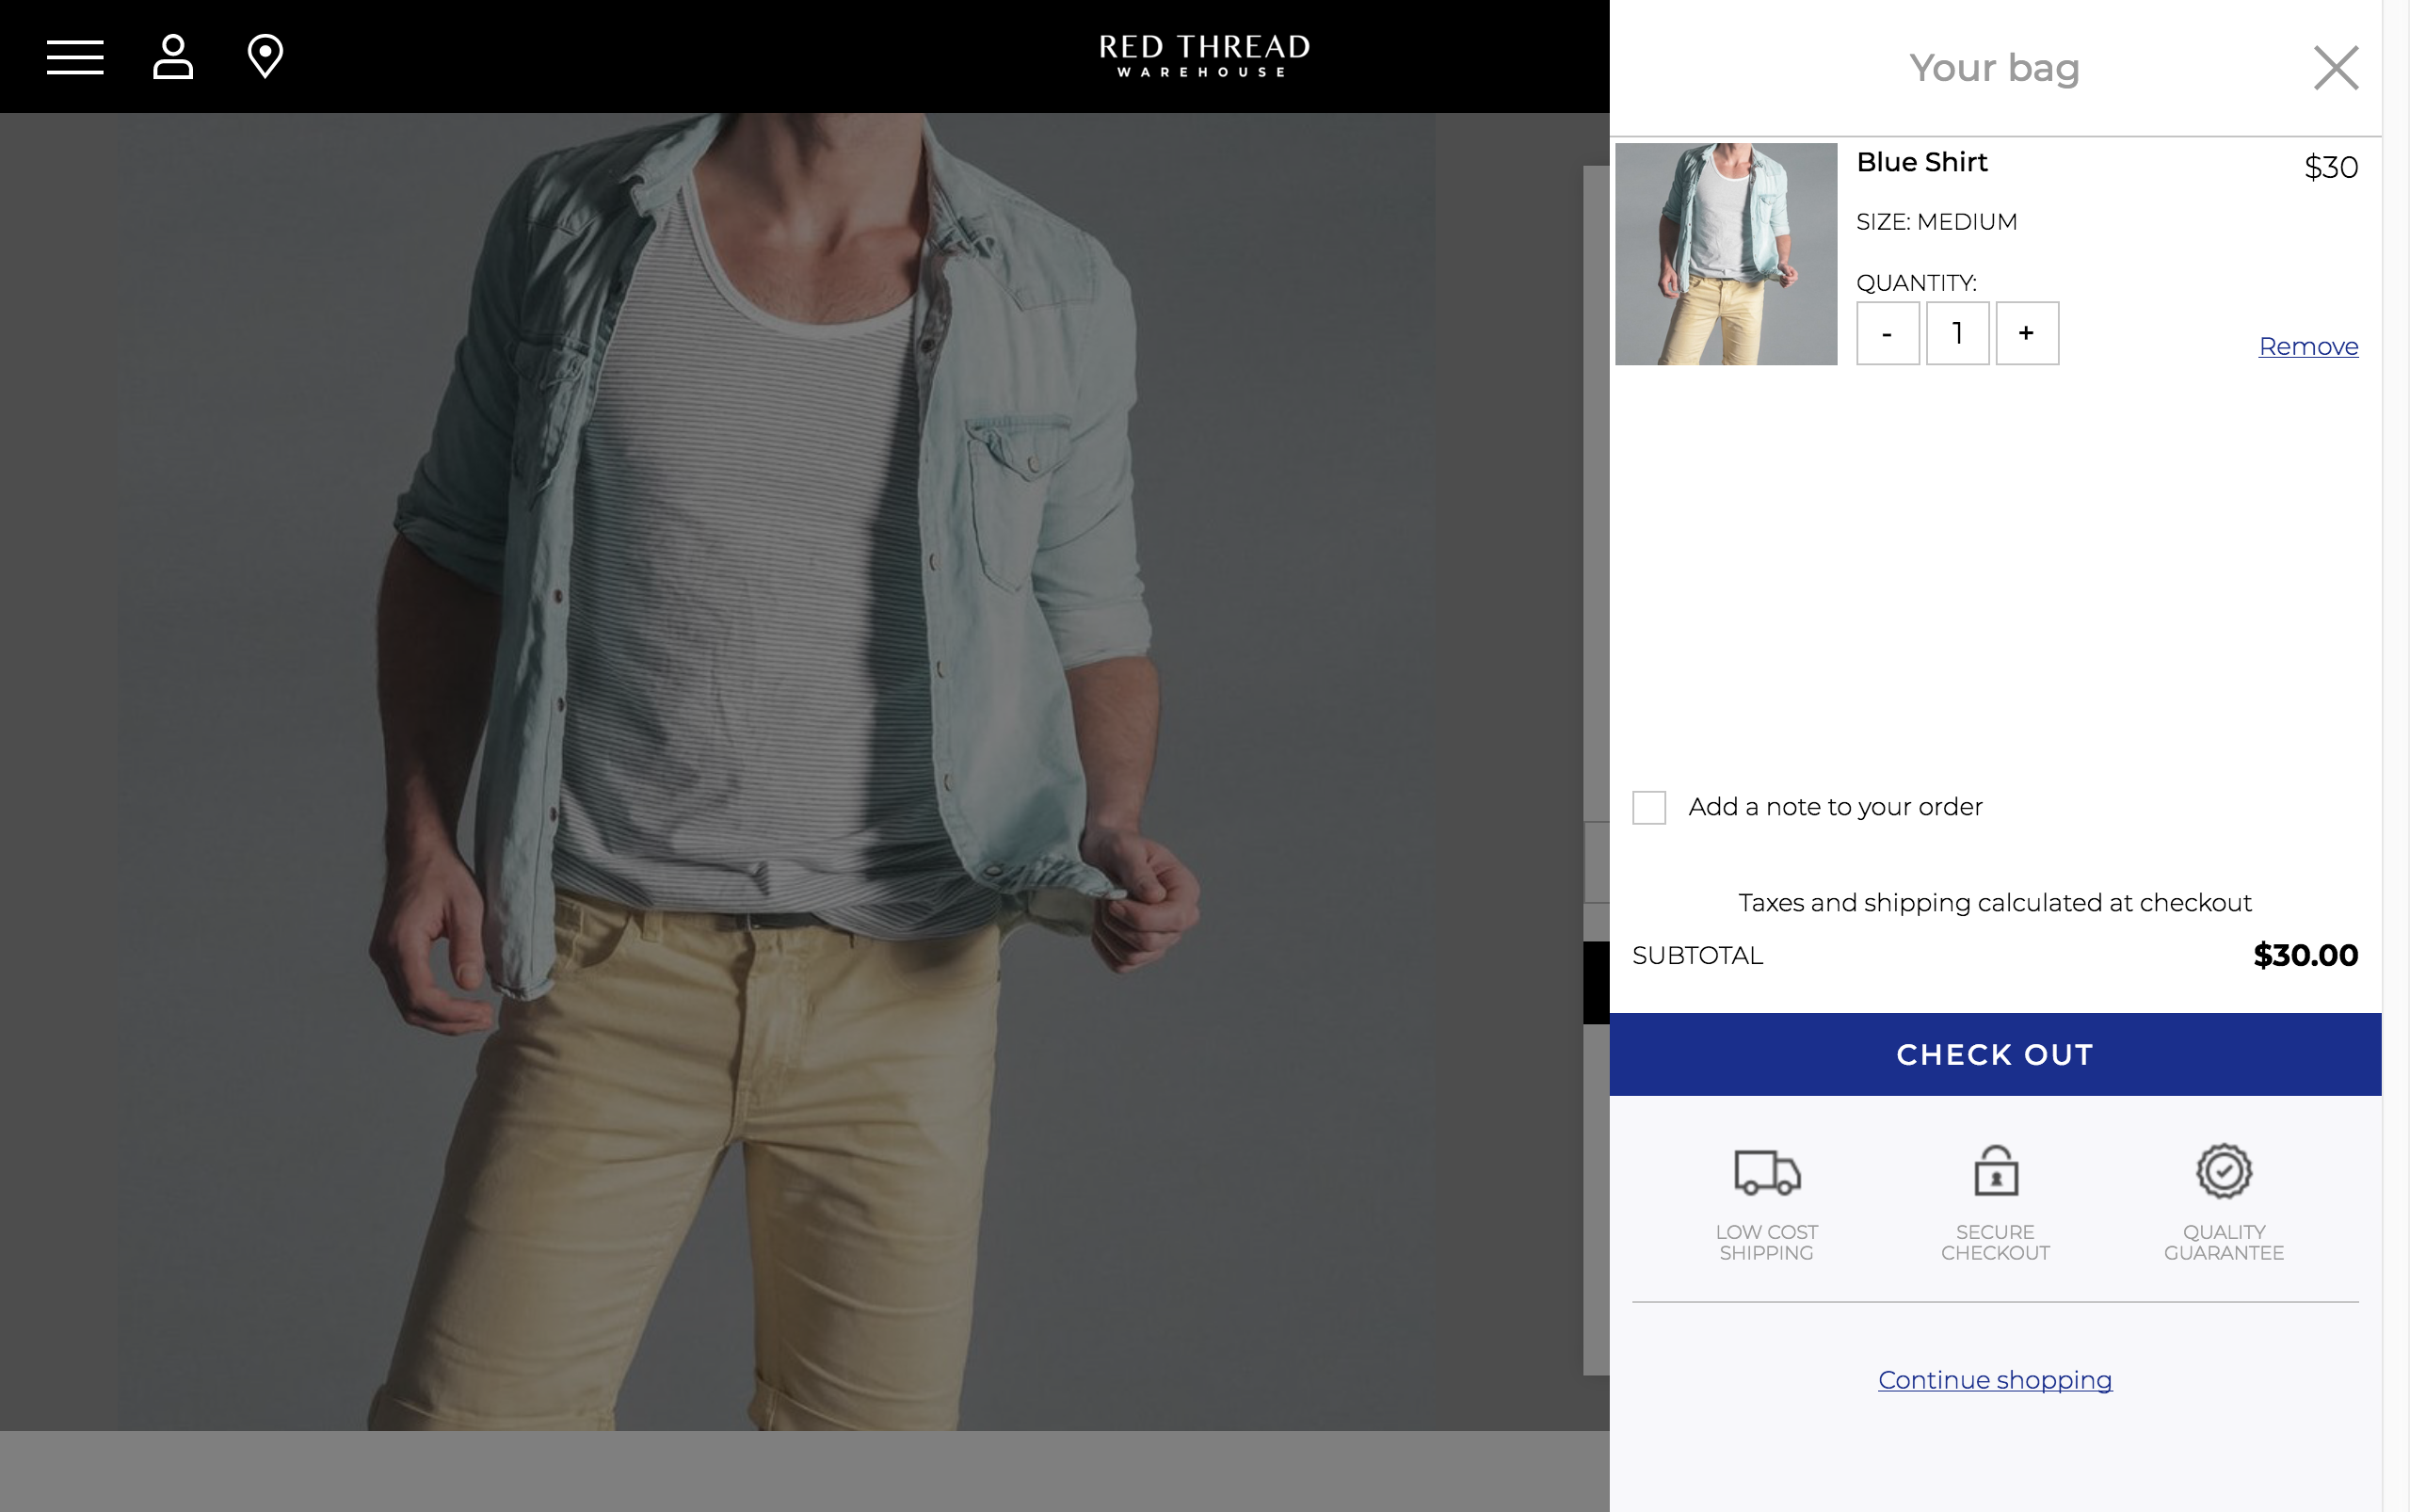 RED THREAD
WAREHOUSE
Your bag
Blue Shirt
$30
SIZE: MEDIUM
QUANTITY:
- 1 +
Remove
Add a note to your order
Taxes and shipping calculated at checkout
SUBTOTAL
$30.00
CHECK OUT
LOW COST
SHIPPING
SECURE
CHECKOUT
QUALITY
GUARANTEE
Continue shopping